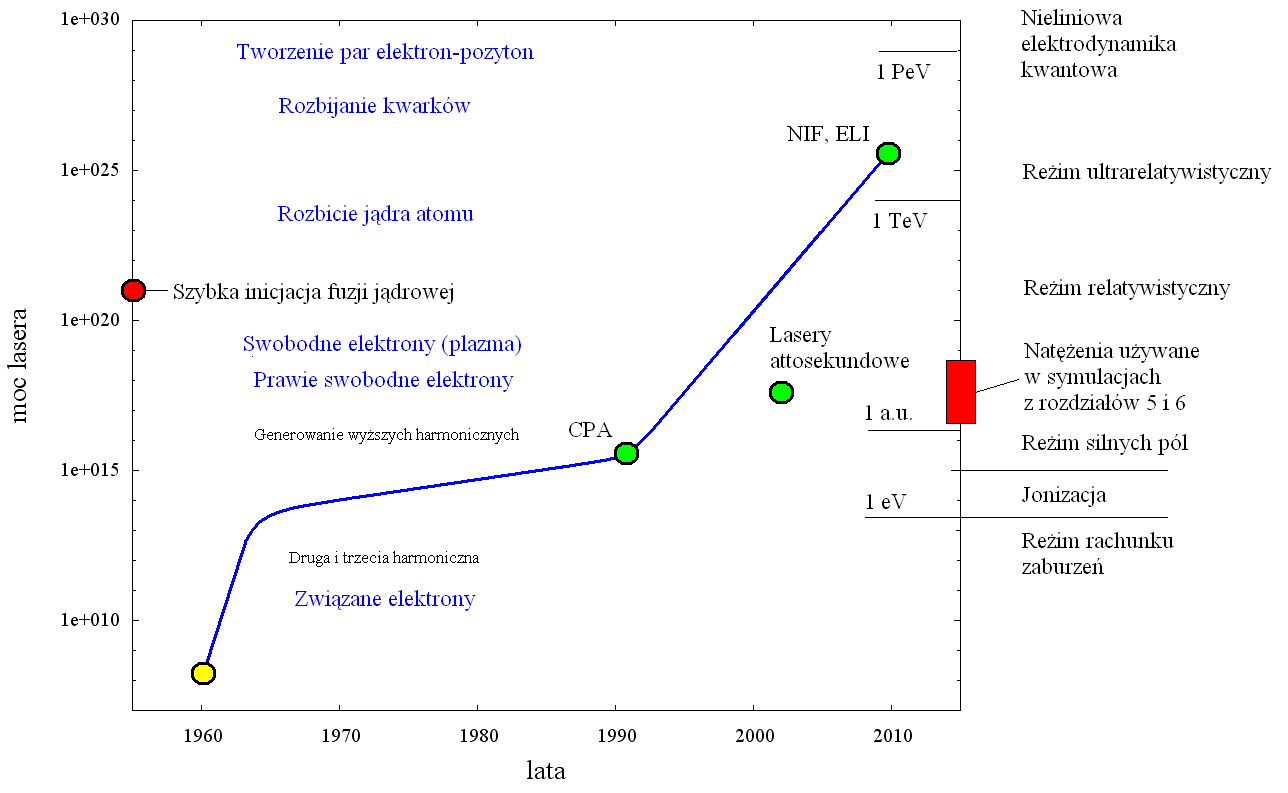 1e+030
1e+025
1e+020
1e+015
1e+010
moc lasera
Tworzenie par elektron-pozyton
Rozbijanie kwarków
Rozbicie jądra atomu
Szybka inicjacja fuzji jądrowej
Swobodne elektrony (plazma)
Prawie swobodne elektrony
Generowanie wyższych harmonicznych
Druga i trzecia harmoniczna
Związane elektrony
CPA
NIF, ELI
Lasery
attosekundowe
1 PeV
1 TeV
1 a.u.
1 eV
Nieliniowa
elektrodynamika
kwantowa
Reżim ultrarelatywistyczny
Reżim relatywistyczny
Natężenia używane
w symulacjach
z rozdziałów 5 i 6
Reżim silnych pól
Jonizacja
Reżim rachunku
zaburzeń
1960
1970
1980
1990
2000
2010
lata